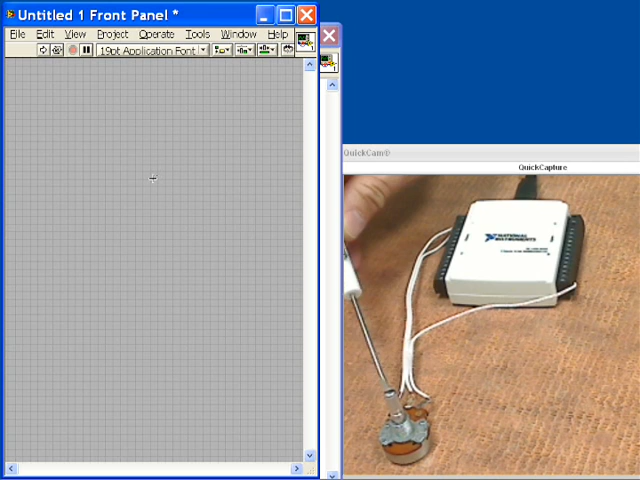 Untitled 1 Front Panel *
File Edit View Project Operate Tools Window Help
19pt Application Font
QuickCam®
QuickCapture
NATIONAL
INSTRUMENTS